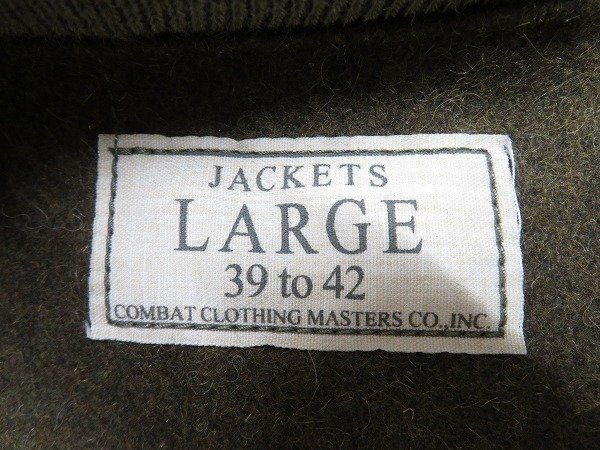 JACKETS
LARGE
39 to 42
COMBAT CLOTHING MASTERS CO., INC.